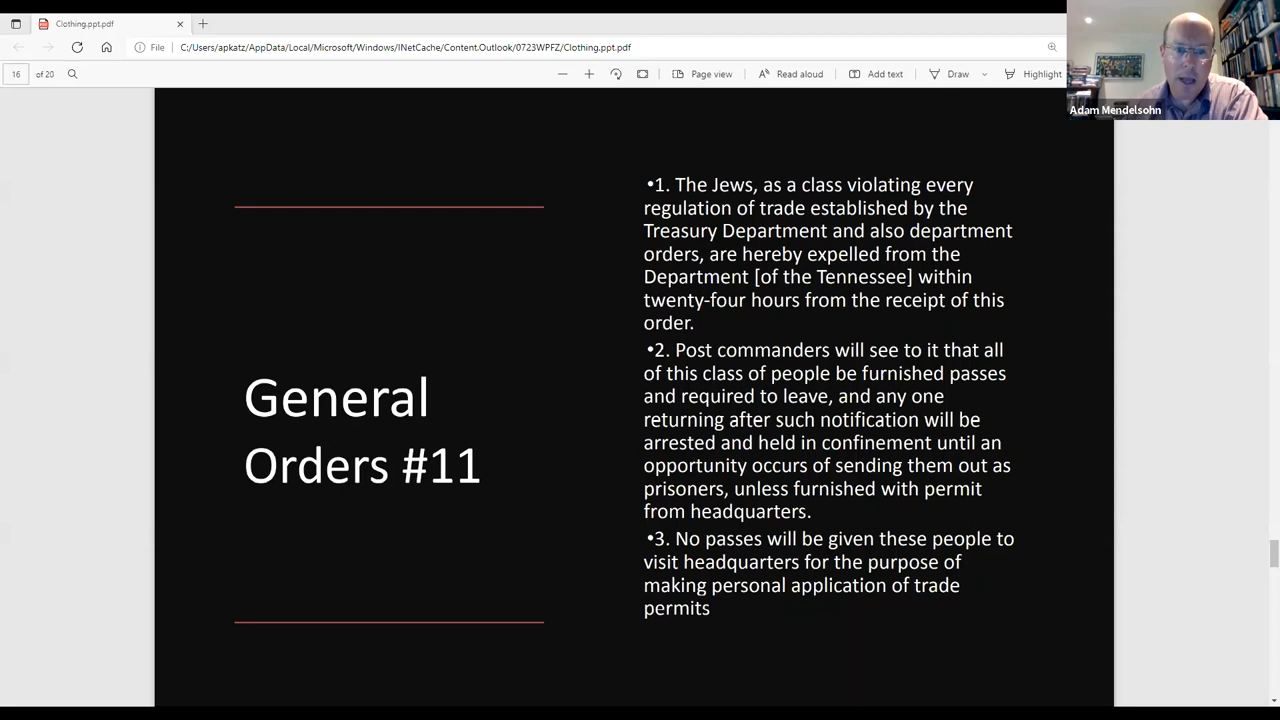 Clothing.ppt.pdf
File
C:/Users/apkatz/AppData/Local/Microsoft/Windows/INetCache/Content.Outlook/0723WPFZ/Clothing.ppt.pdf
16 of 20
Page view
Read aloud
Add text
Draw
Highlight
Adam Mendelsohn
General
Orders #11
•1. The Jews, as a class violating every
regulation of trade established by the
Treasury Department and also department
orders, are hereby expelled from the
Department [of the Tennessee] within
twenty-four hours from the receipt of this
order.
•2. Post commanders will see to it that all
of this class of people be furnished passes
and required to leave, and any one
returning after such notification will be
arrested and held in confinement until an
opportunity occurs of sending them out as
prisoners, unless furnished with permit
from headquarters.
•3. No passes will be given these people to
visit headquarters for the purpose of
making personal application of trade
permits